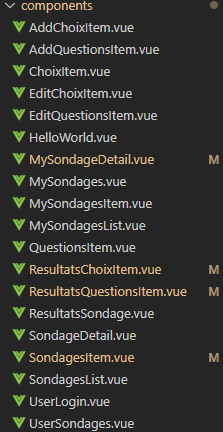 components
AddChoixItem.vue
AddQuestionsItem.vue
ChoixItem.vue
EditChoixItem.vue
EditQuestionsItem.vue
HelloWorld.vue
MySondageDetail.vue M
MySondages.vue
MySondagesItem.vue
MySondagesList.vue
QuestionsItem.vue
ResultatsChoixItem.vue M
ResultatsQuestionsItem.vue M
ResultatsSondage.vue
SondageDetail.vue
SondagesItem.vue M
SondagesList.vue
UserLogin.vue
UserSondages.vue